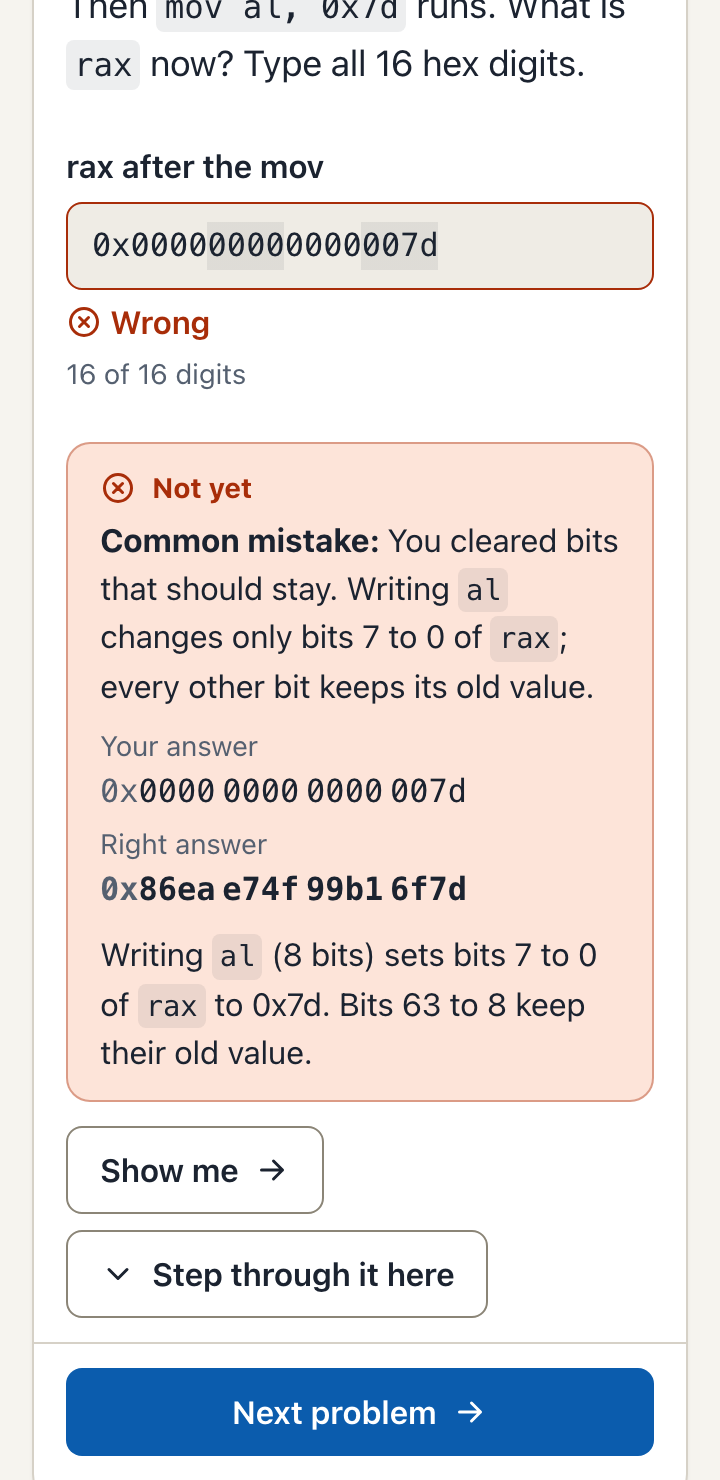 Then mov al, 0x7d runs. What is
rax now? Type all 16 hex digits.
rax after the mov
0x000000000000007d
Wrong
16 of 16 digits
Not yet
Common mistake: You cleared bits
that should stay. Writing al
changes only bits 7 to 0 of rax;
every other bit keeps its old value.
Your answer
0x0000 0000 0000 007d
Right answer
0x86ea e74f 99b1 6f7d
Writing al (8 bits) sets bits 7 to 0
of rax to 0x7d. Bits 63 to 8 keep
their old value.
Show me →
Step through it here
Next problem →